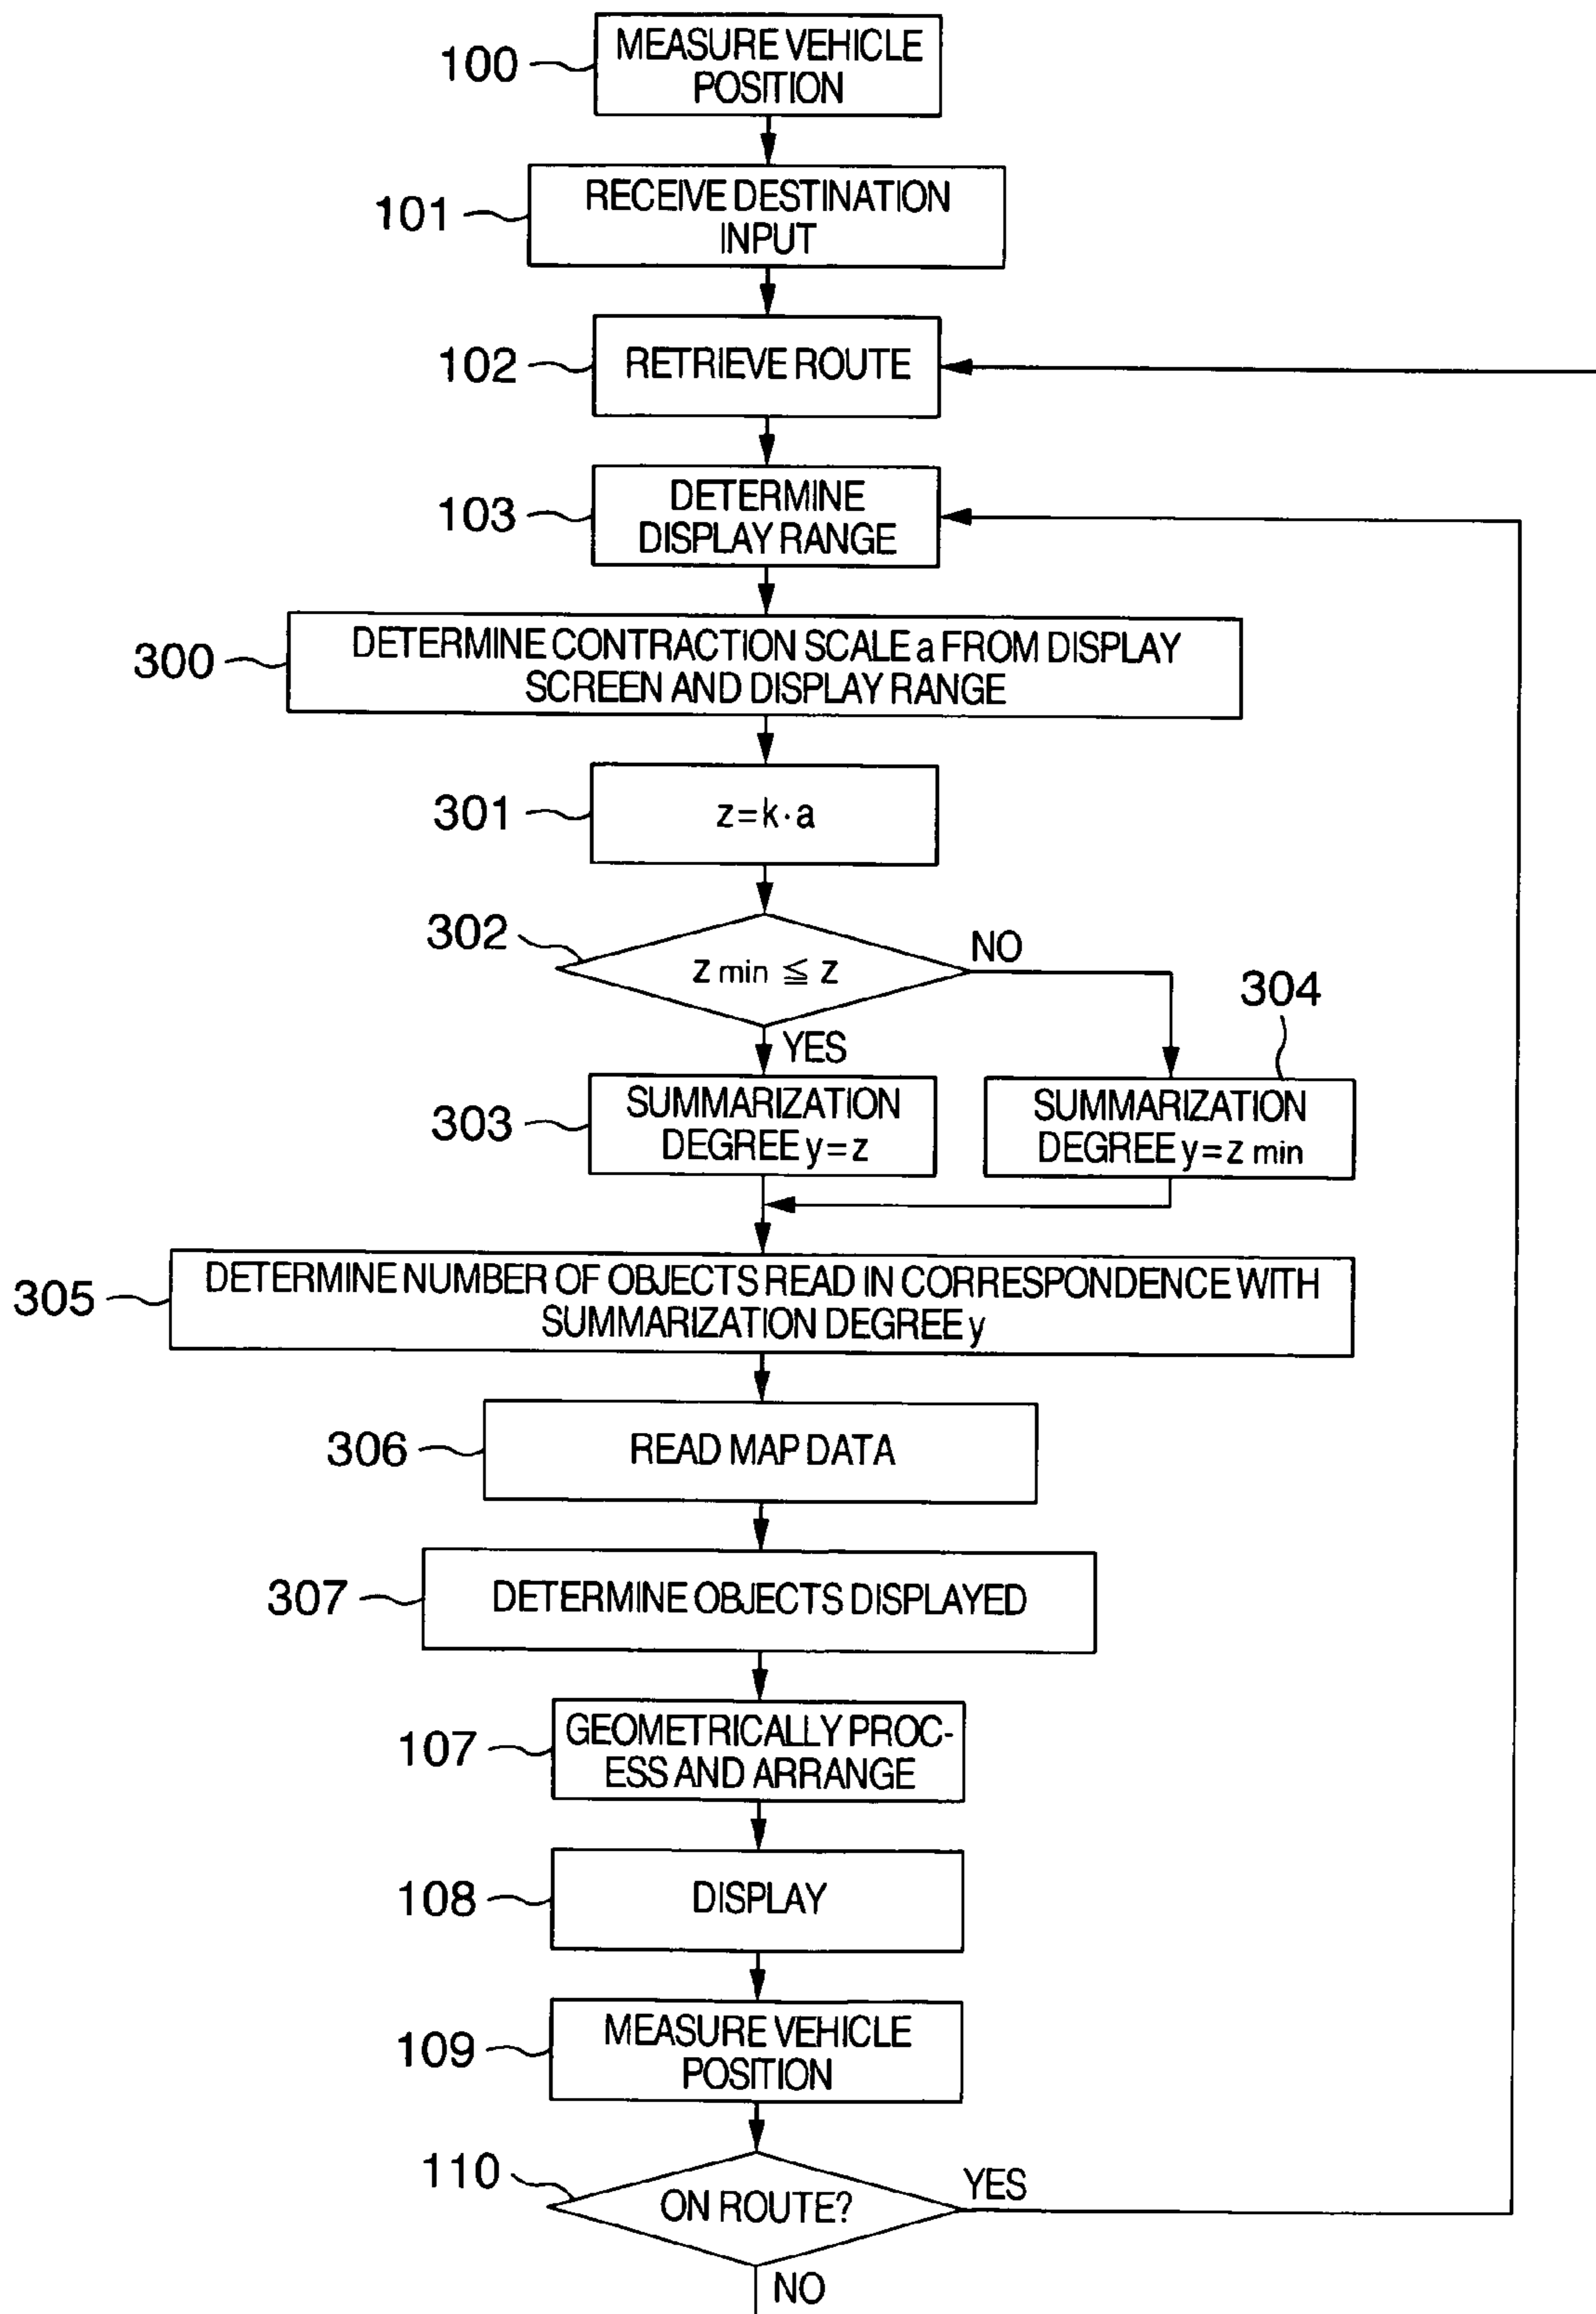 100
MEASURE VEHICLE
POSITION
101
RECEIVE DESTINATION
INPUT
102
RETRIEVE ROUTE
103
DETERMINE
DISPLAY RANGE
300
DETERMINE CONTRACTION SCALE a FROM DISPLAY
SCREEN AND DISPLAY RANGE
301
z=k·a
302
z min ≦ z
NO
304
YES
303
SUMMARIZATION
DEGREE y=z
SUMMARIZATION
DEGREE y=z min
305
DETERMINE NUMBER OF OBJECTS READ IN CORRESPONDENCE WITH
SUMMARIZATION DEGREE y
306
READ MAP DATA
307
DETERMINE OBJECTS DISPLAYED
107
GEOMETRICALLY PROC-
ESS AND ARRANGE
108
DISPLAY
109
MEASURE VEHICLE
POSITION
110
ON ROUTE?
YES
NO